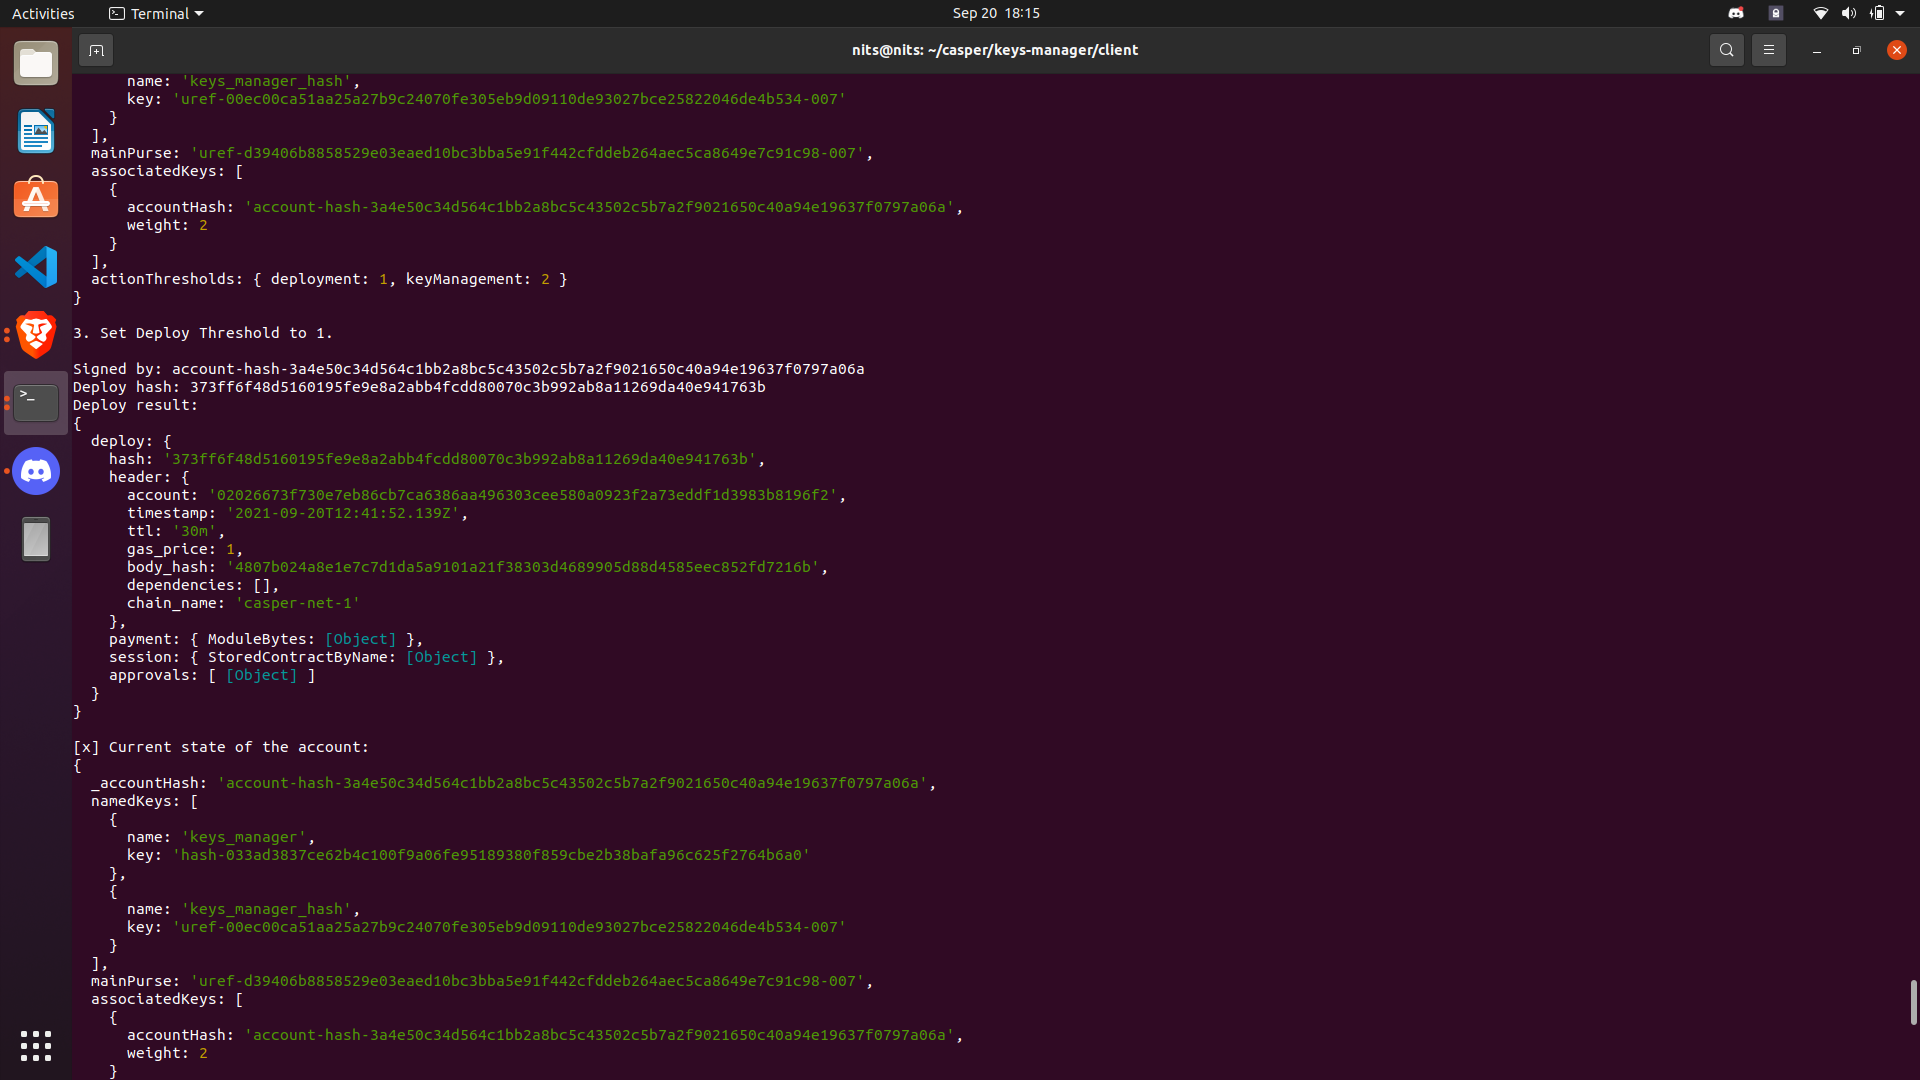 Activities
Terminal
Sep 20 18:15
nits@nits: ~/casper/keys-manager/client
      name: 'keys_manager_hash',
      key: 'uref-00ec00ca51aa25a27b9c24070fe305eb9d09110de93027bce25822046de4b534-007'
    }
  ],
  mainPurse: 'uref-d39406b8858529e03eaed10bc3bba5e91f442cfddeb264aec5ca8649e7c91c98-007',
  associatedKeys: [
    {
      accountHash: 'account-hash-3a4e50c34d564c1bb2a8bc5c43502c5b7a2f9021650c40a94e19637f0797a06a',
      weight: 2
    }
  ],
  actionThresholds: { deployment: 1, keyManagement: 2 }
}
3. Set Deploy Threshold to 1.
Signed by: account-hash-3a4e50c34d564c1bb2a8bc5c43502c5b7a2f9021650c40a94e19637f0797a06a
Deploy hash: 373ff6f48d5160195fe9e8a2abb4fcdd80070c3b992ab8a11269da40e941763b
Deploy result:
{
  deploy: {
    hash: '373ff6f48d5160195fe9e8a2abb4fcdd80070c3b992ab8a11269da40e941763b',
    header: {
      account: '02026673f730e7eb86cb7ca6386aa496303cee580a0923f2a73eddf1d3983b8196f2',
      timestamp: '2021-09-20T12:41:52.139Z',
      ttl: '30m',
      gas_price: 1,
      body_hash: '4807b024a8e1e7c7d1da5a9101a21f38303d4689905d88d4585eec852fd7216b',
      dependencies: [],
      chain_name: 'casper-net-1'
    },
    payment: { ModuleBytes: [Object] },
    session: { StoredContractByName: [Object] },
    approvals: [ [Object] ]
  }
}
[x] Current state of the account:
{
  _accountHash: 'account-hash-3a4e50c34d564c1bb2a8bc5c43502c5b7a2f9021650c40a94e19637f0797a06a',
  namedKeys: [
    {
      name: 'keys_manager',
      key: 'hash-033ad3837ce62b4c100f9a06fe95189380f859cbe2b38bafa96c625f2764b6a0'
    },
    {
      name: 'keys_manager_hash',
      key: 'uref-00ec00ca51aa25a27b9c24070fe305eb9d09110de93027bce25822046de4b534-007'
    }
  ],
  mainPurse: 'uref-d39406b8858529e03eaed10bc3bba5e91f442cfddeb264aec5ca8649e7c91c98-007',
  associatedKeys: [
    {
      accountHash: 'account-hash-3a4e50c34d564c1bb2a8bc5c43502c5b7a2f9021650c40a94e19637f0797a06a',
      weight: 2
    }